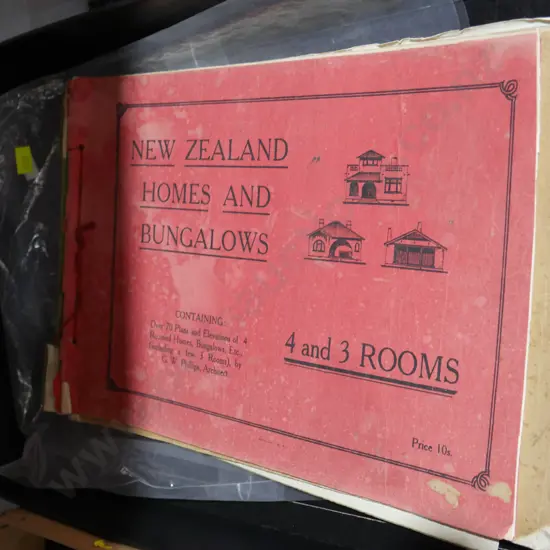 NEW ZEALAND
HOMES AND
BUNGALOWS
CONTAINING:
Over 70 Plans and Elevations of 4
Roomed Homes, Bungalows, Etc.,
(including a few 3 Rooms), by
G. W. Phillips, Architect
4 and 3 ROOMS
Price 10s.